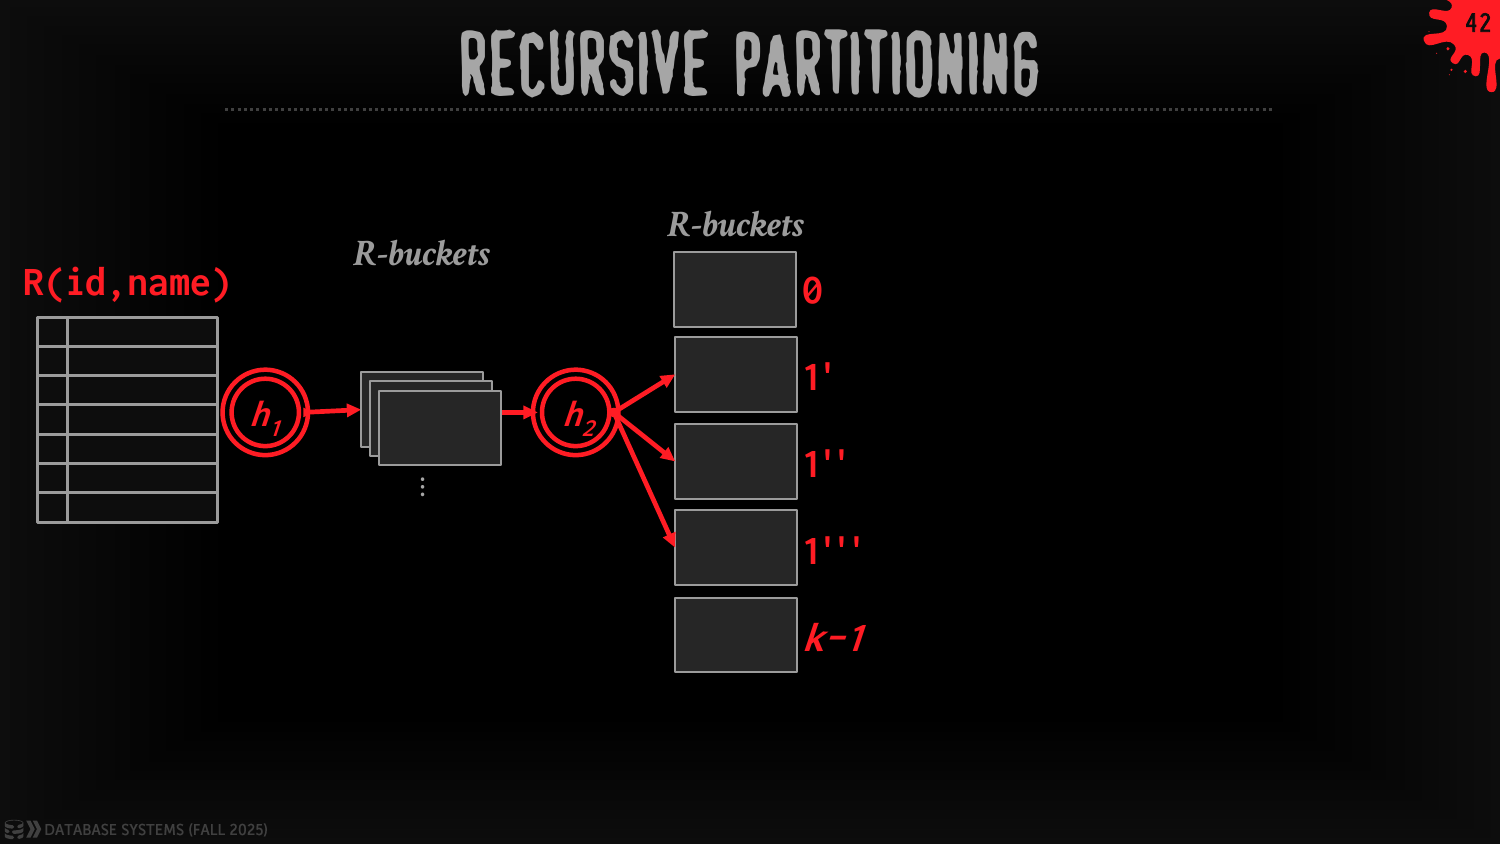 42
RECURSIVE PARTITIONING
R-buckets
R-buckets
R(id,name)
0
1'
h1
h2
1''
⋮
1'''
k-1
DATABASE SYSTEMS (FALL 2025)